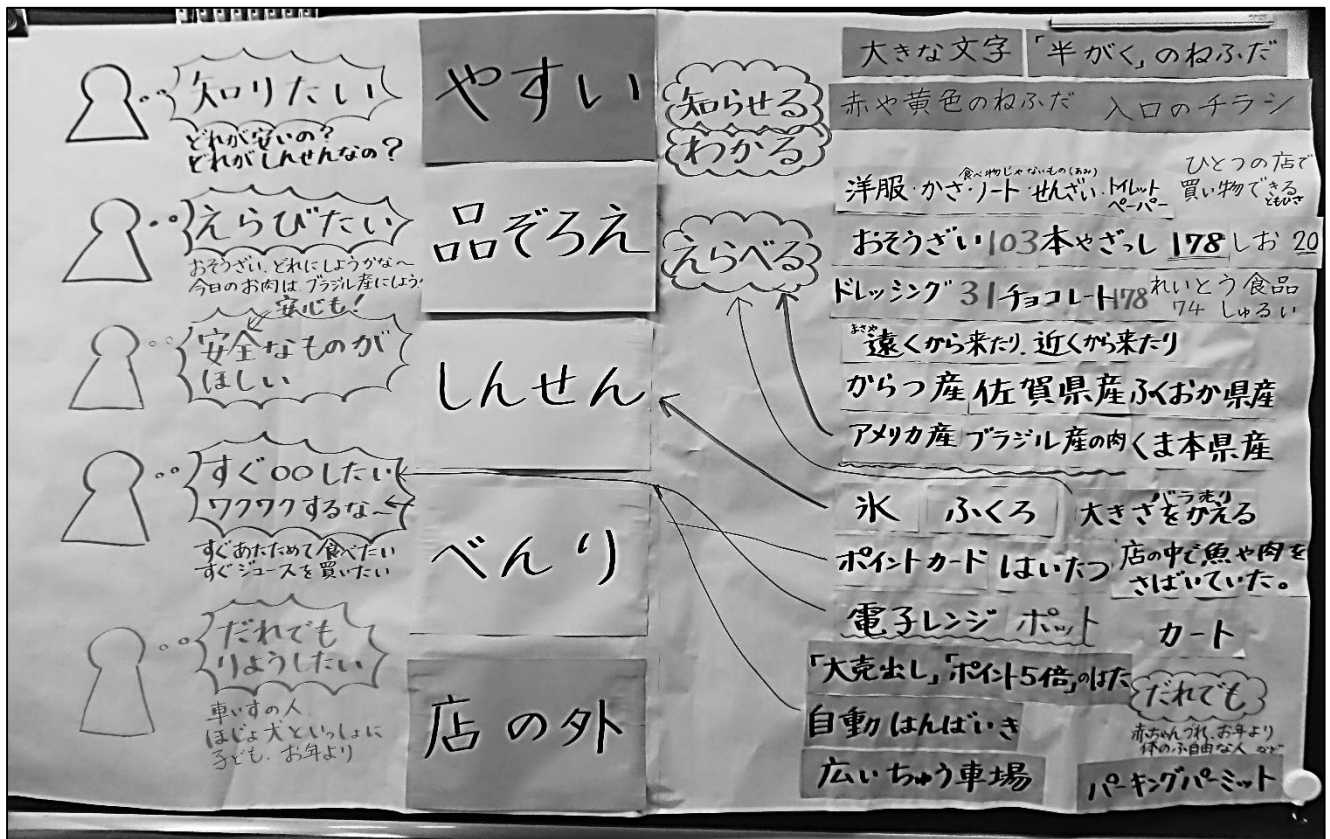 知りたい
どれが安いの？
どれがしんせんなの？
えらびたい
おそうざい、どれにしようかな〜
今日のお肉は、ブラジル産にしよう
安心も！
安全なものが
ほしい
すぐ〇〇したい
ワクワクするな〜
すぐあたためて食べたい
すぐジュースを買いたい
だれでも
りようしたい
車いすの人
ほじょ犬といっしょに
子ども、お年より
やすい
品ぞろえ
しんせん
べんり
店の外
知らせる
わかる
えらべる
大きな文字 「半がく」のねふだ
赤や黄色のねふだ 入口のチラシ
食べ物じゃないもの(あみ)
洋服・かさ・ノート・せんざい・トイレット
ペーパー
ひとつの店で
買い物できる
ともひさ
おそうざい103 本やざっし 178 しお 20
ドレッシング 31 チョコレート178 れいとう食品
74 しゅるい
まさや
遠くから来たり、近くから来たり
からつ産 佐賀県産 ふくおか県産
アメリカ産 ブラジル産の肉 くま本県産
バラ売り
氷 ふくろ 大きさをかえる
ポイントカード はいたつ 店の中で魚や肉を
さばいていた。
電子レンジ ポット カート
「大売出し」「ポイント5倍」のはた
自動はんばいき
広いちゅう車場
だれでも
赤ちゃんづれ、お年より
体のふ自由な人 など
パーキングパーミット